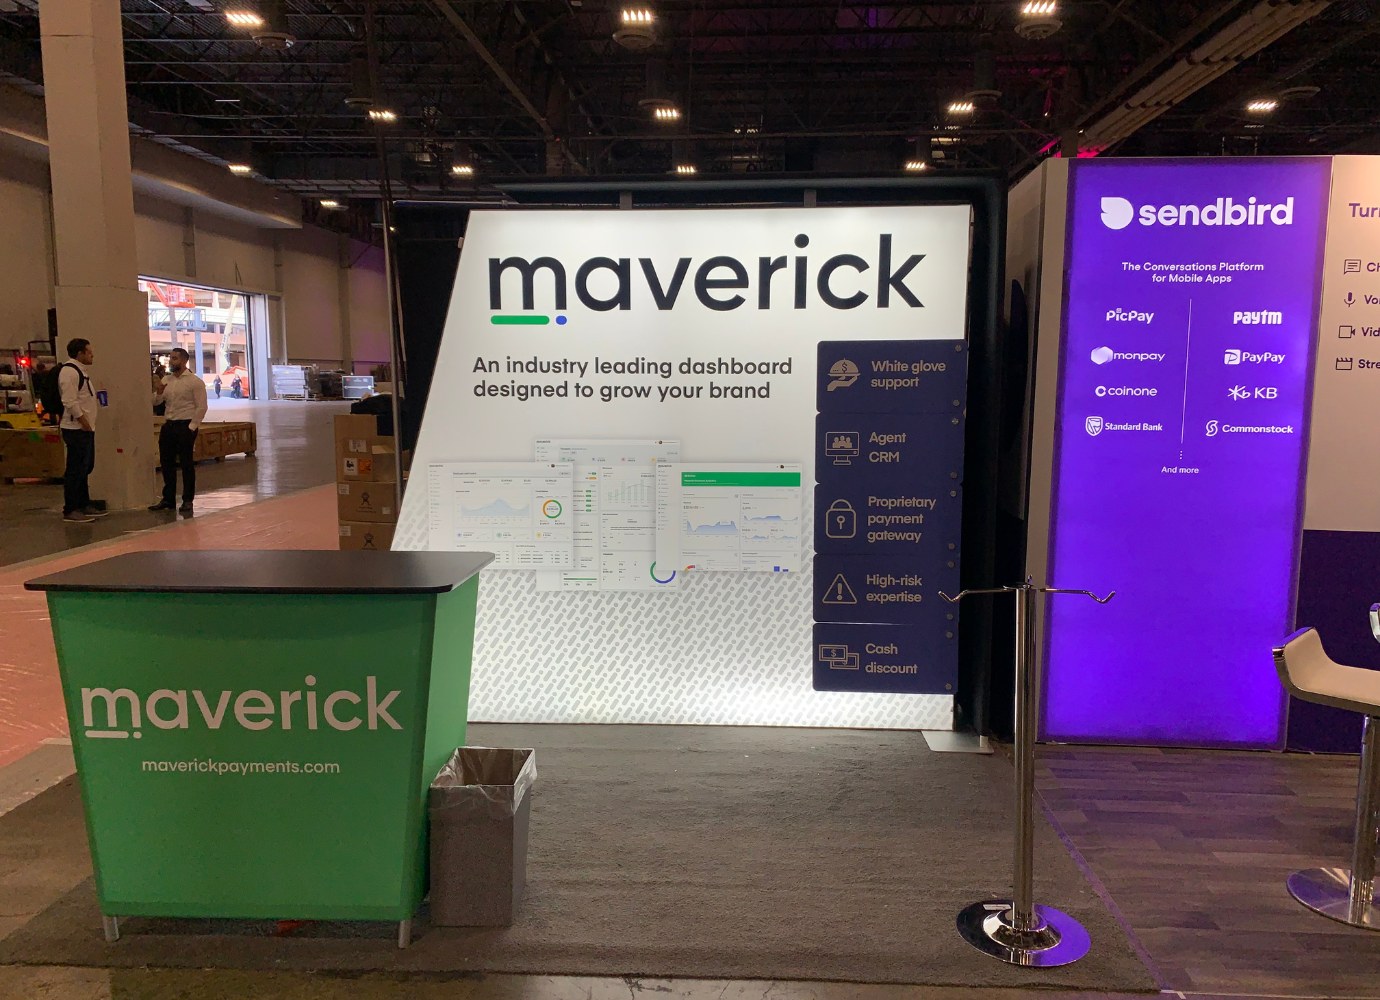 maverick
An industry leading dashboard
designed to grow your brand
White glove
support
Agent
CRM
Proprietary
payment
gateway
High-risk
expertise
Cash
discount
maverick
maverickpayments.com
sendbird
The Conversations Platform
for Mobile Apps
PicPay
paytm
monpay
PayPay
coinone
KB
Standard Bank
Commonstock
And more